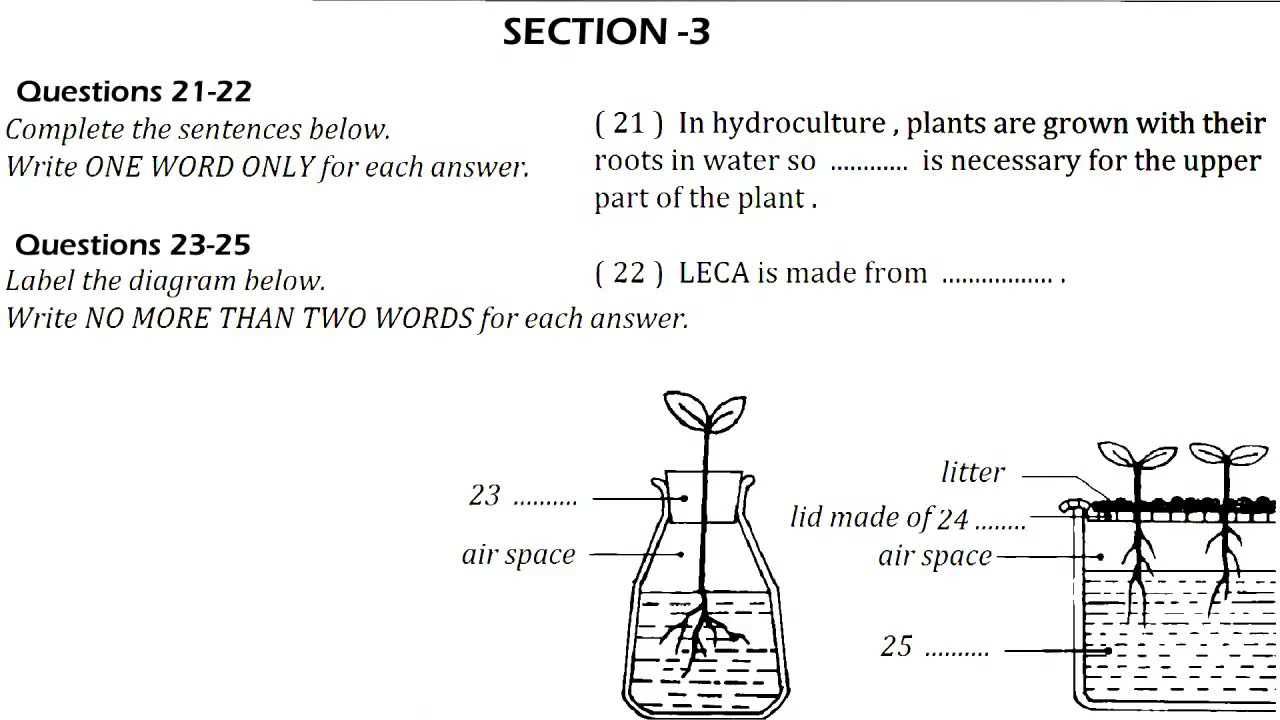 SECTION -3
Questions 21-22
Complete the sentences below.
Write ONE WORD ONLY for each answer.
( 21 ) In hydroculture , plants are grown with their
roots in water so ............ is necessary for the upper
part of the plant .
Questions 23-25
Label the diagram below.
Write NO MORE THAN TWO WORDS for each answer.
( 22 ) LECA is made from ................. .
23 ..........
air space
litter
lid made of 24 ........
air space
25 ..........